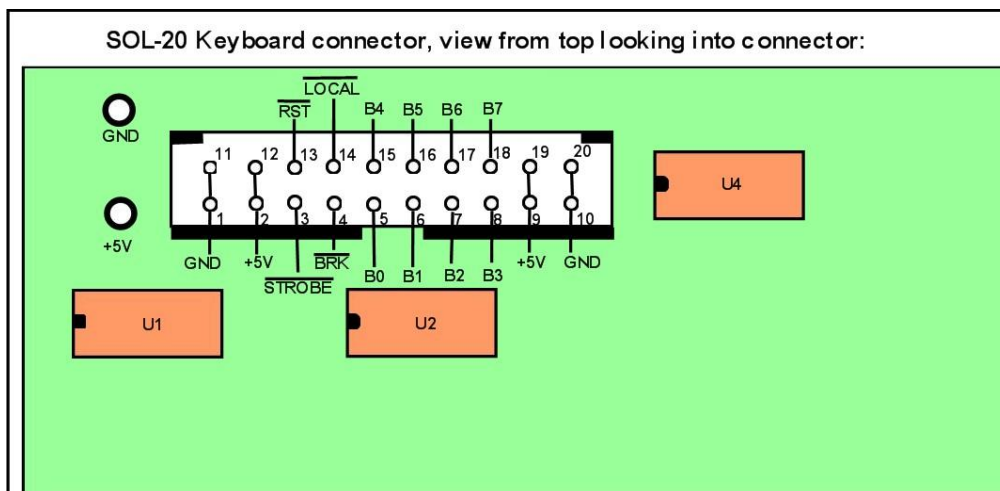 SOL-20 Keyboard connector, view from top looking into connector:
LOCAL
RST B4 B5 B6 B7
GND
11 12 13 14 15 16 17 18 19 20
U4
1 2 3 4 5 6 7 8 9 10
+5V
GND +5V BRK B0 B1 B2 B3 +5V GND
STROBE
U1 U2